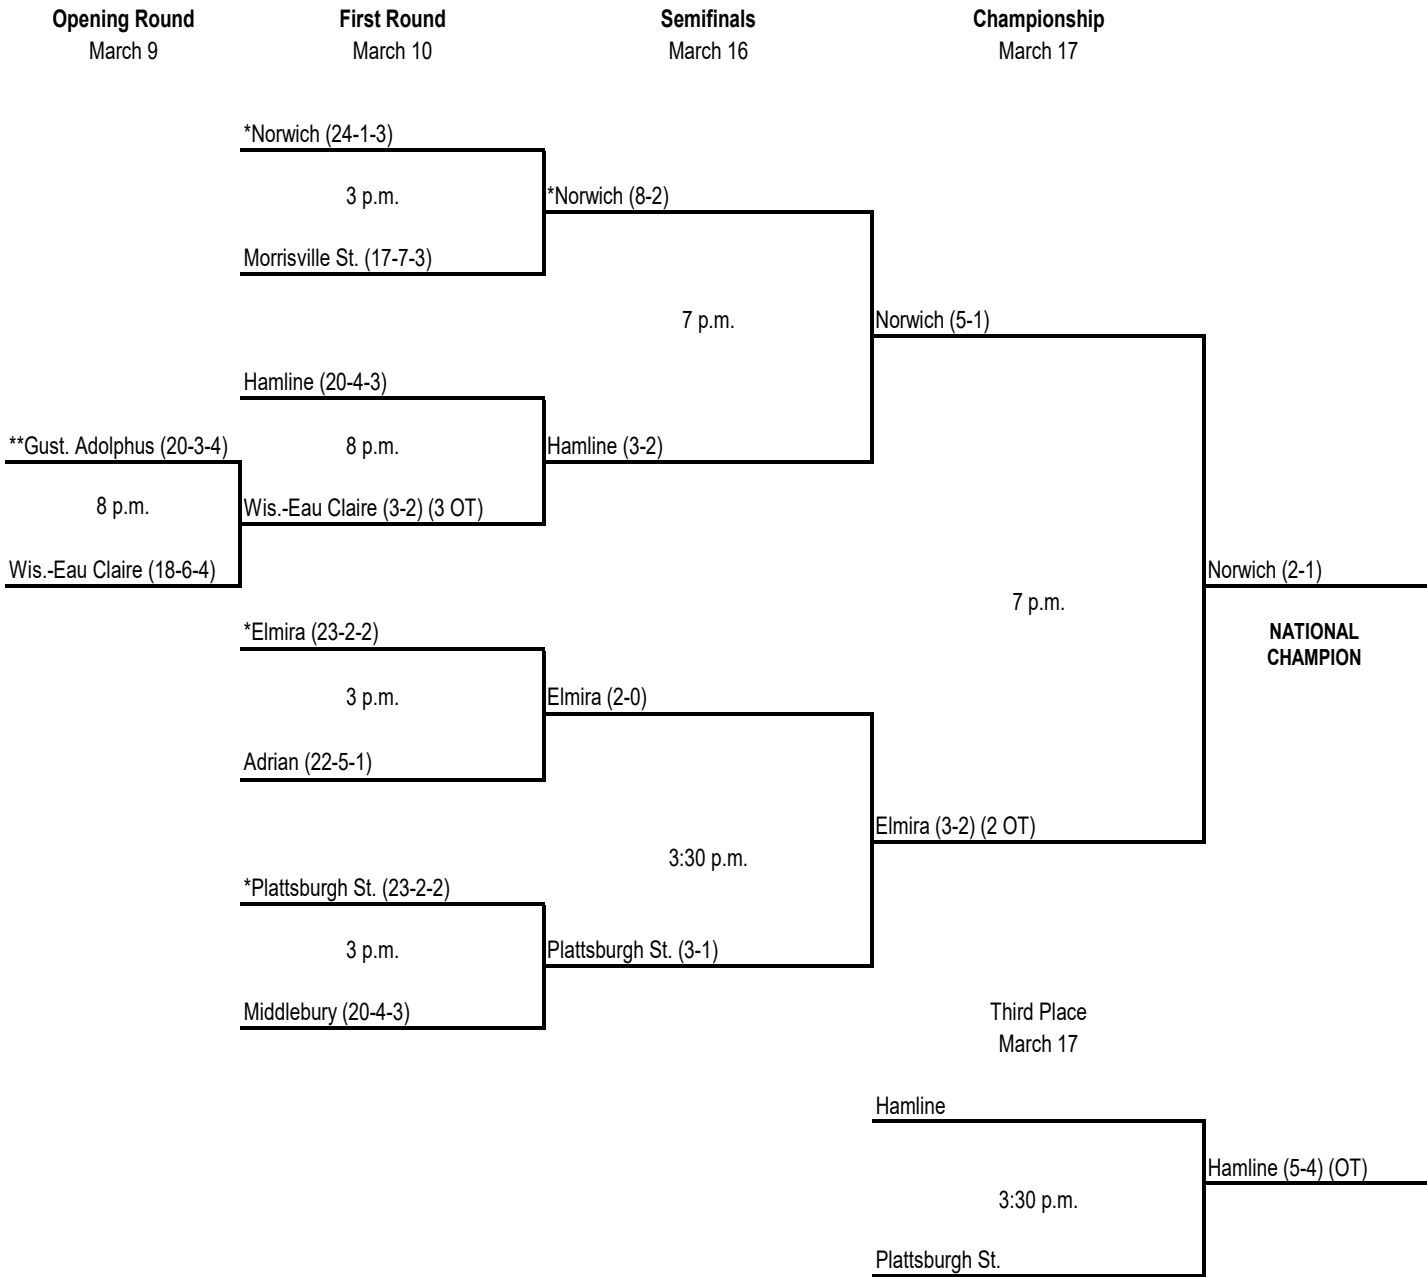 Opening Round
March 9
First Round
March 10
Semifinals
March 16
Championship
March 17
*Norwich (24-1-3)
3 p.m.
*Norwich (8-2)
Morrisville St. (17-7-3)
7 p.m.
Norwich (5-1)
Hamline (20-4-3)
**Gust. Adolphus (20-3-4)
8 p.m.
Hamline (3-2)
8 p.m.
Wis.-Eau Claire (3-2) (3 OT)
Wis.-Eau Claire (18-6-4)
Norwich (2-1)
7 p.m.
NATIONAL
CHAMPION
*Elmira (23-2-2)
3 p.m.
Elmira (2-0)
Adrian (22-5-1)
Elmira (3-2) (2 OT)
3:30 p.m.
*Plattsburgh St. (23-2-2)
3 p.m.
Plattsburgh St. (3-1)
Middlebury (20-4-3)
Third Place
March 17
Hamline
Hamline (5-4) (OT)
3:30 p.m.
Plattsburgh St.